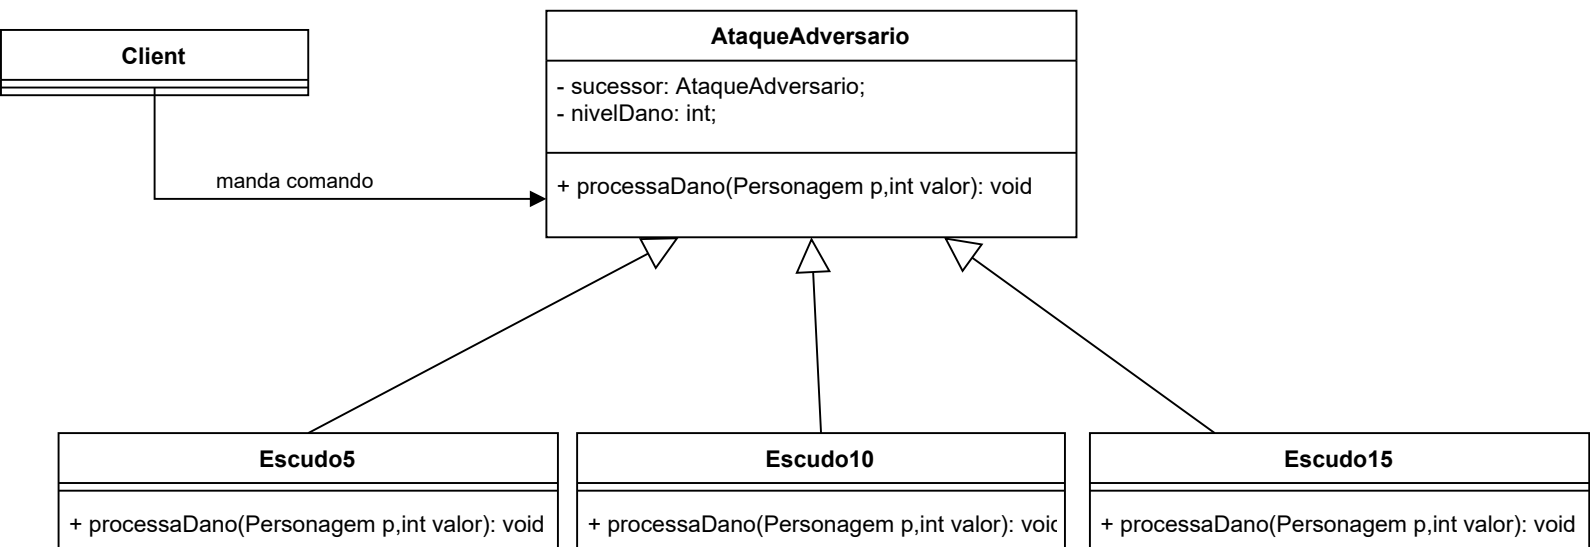 Client
AtaqueAdversario
- sucessor: AtaqueAdversario;
- nivelDano: int;
manda comando
+ processaDano(Personagem p,int valor): void
Escudo5
Escudo10
Escudo15
+ processaDano(Personagem p,int valor): void
+ processaDano(Personagem p,int valor): voic
+ processaDano(Personagem p,int valor): void